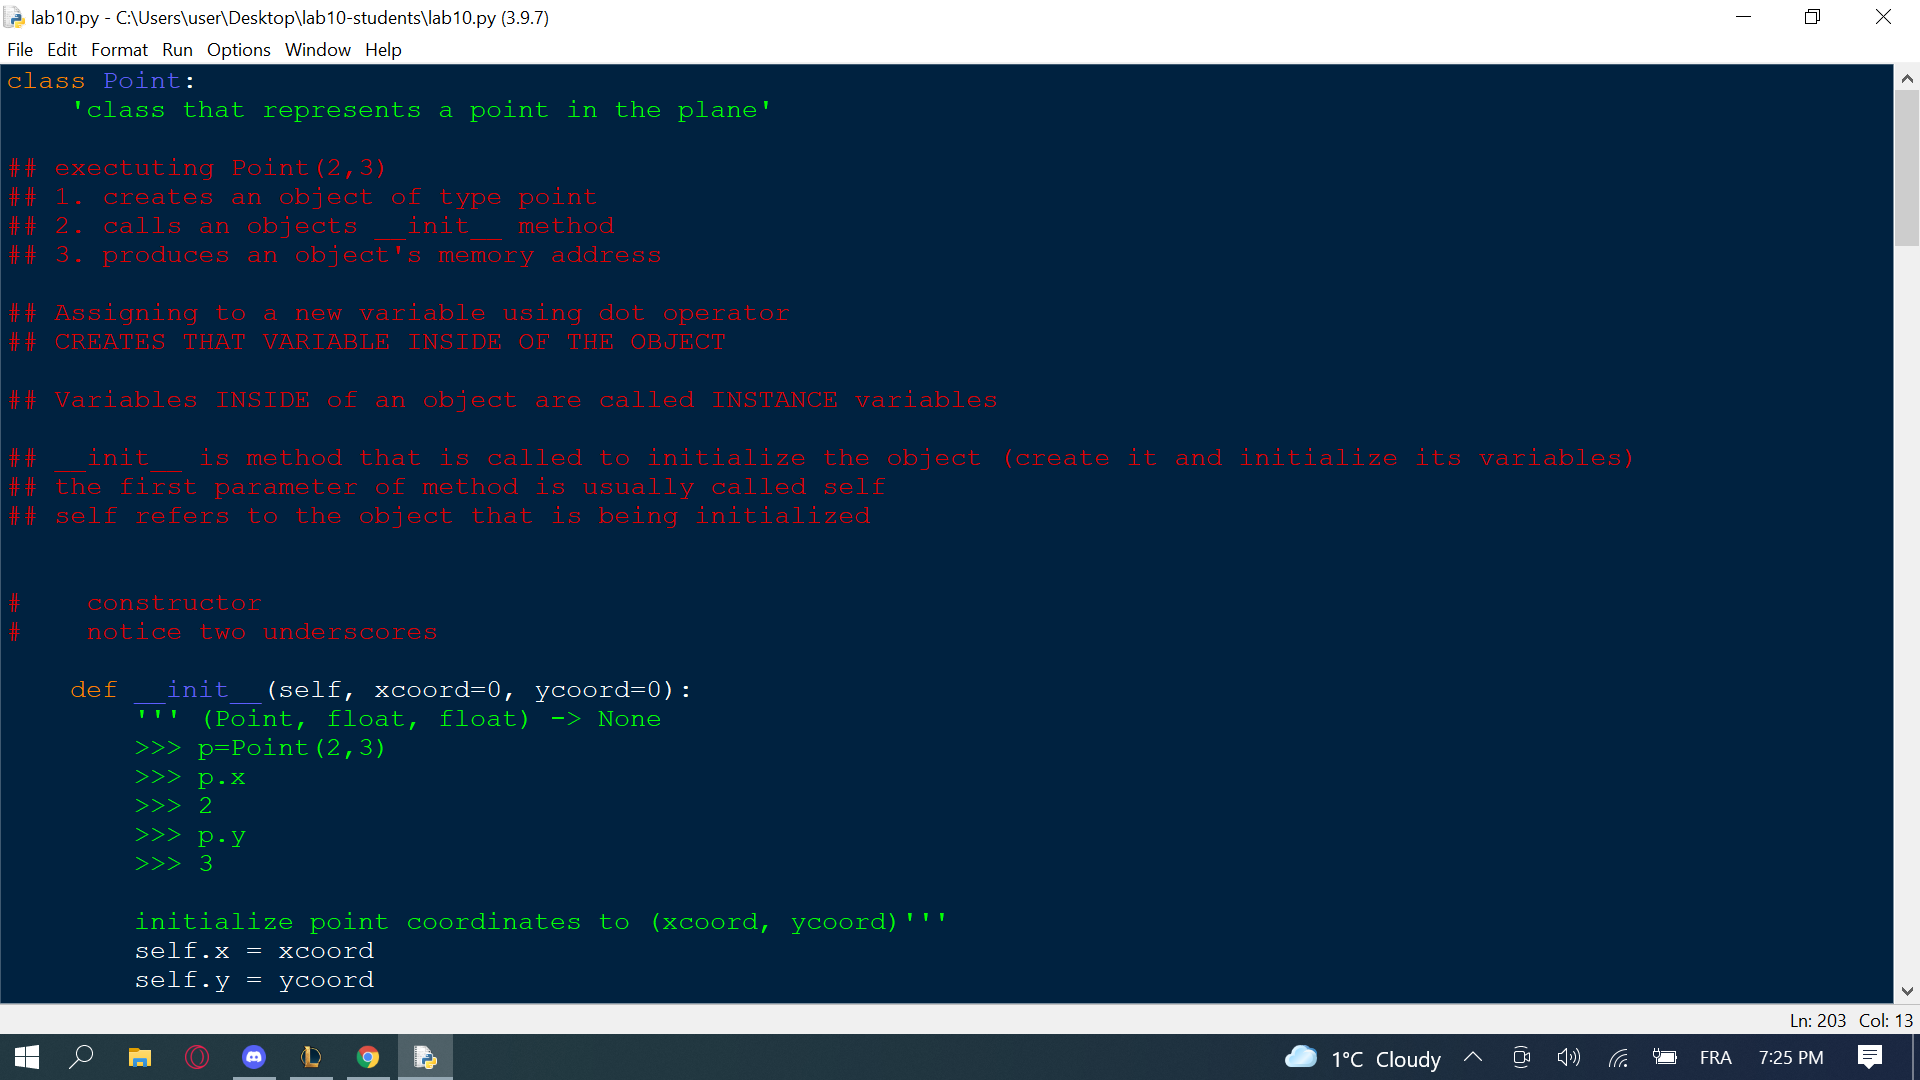 lab10.py - C:\Users\user\Desktop\lab10-students\lab10.py (3.9.7)
File Edit Format Run Options Window Help
class Point:
    'class that represents a point in the plane'
## exectuting Point(2,3)
## 1. creates an object of type point
## 2. calls an objects __init__ method
## 3. produces an object's memory address
## Assigning to a new variable using dot operator
## CREATES THAT VARIABLE INSIDE OF THE OBJECT
## Variables INSIDE of an object are called INSTANCE variables
## __init__ is method that is called to initialize the object (create it and initialize its variables)
## the first parameter of method is usually called self
## self refers to the object that is being initialized
#    constructor
#    notice two underscores
    def __init__(self, xcoord=0, ycoord=0):
        ''' (Point, float, float) -> None
        >>> p=Point(2,3)
        >>> p.x
        >>> 2
        >>> p.y
        >>> 3
        initialize point coordinates to (xcoord, ycoord)'''
        self.x = xcoord
        self.y = ycoord
Ln: 203 Col: 13
1°C Cloudy FRA 7:25 PM